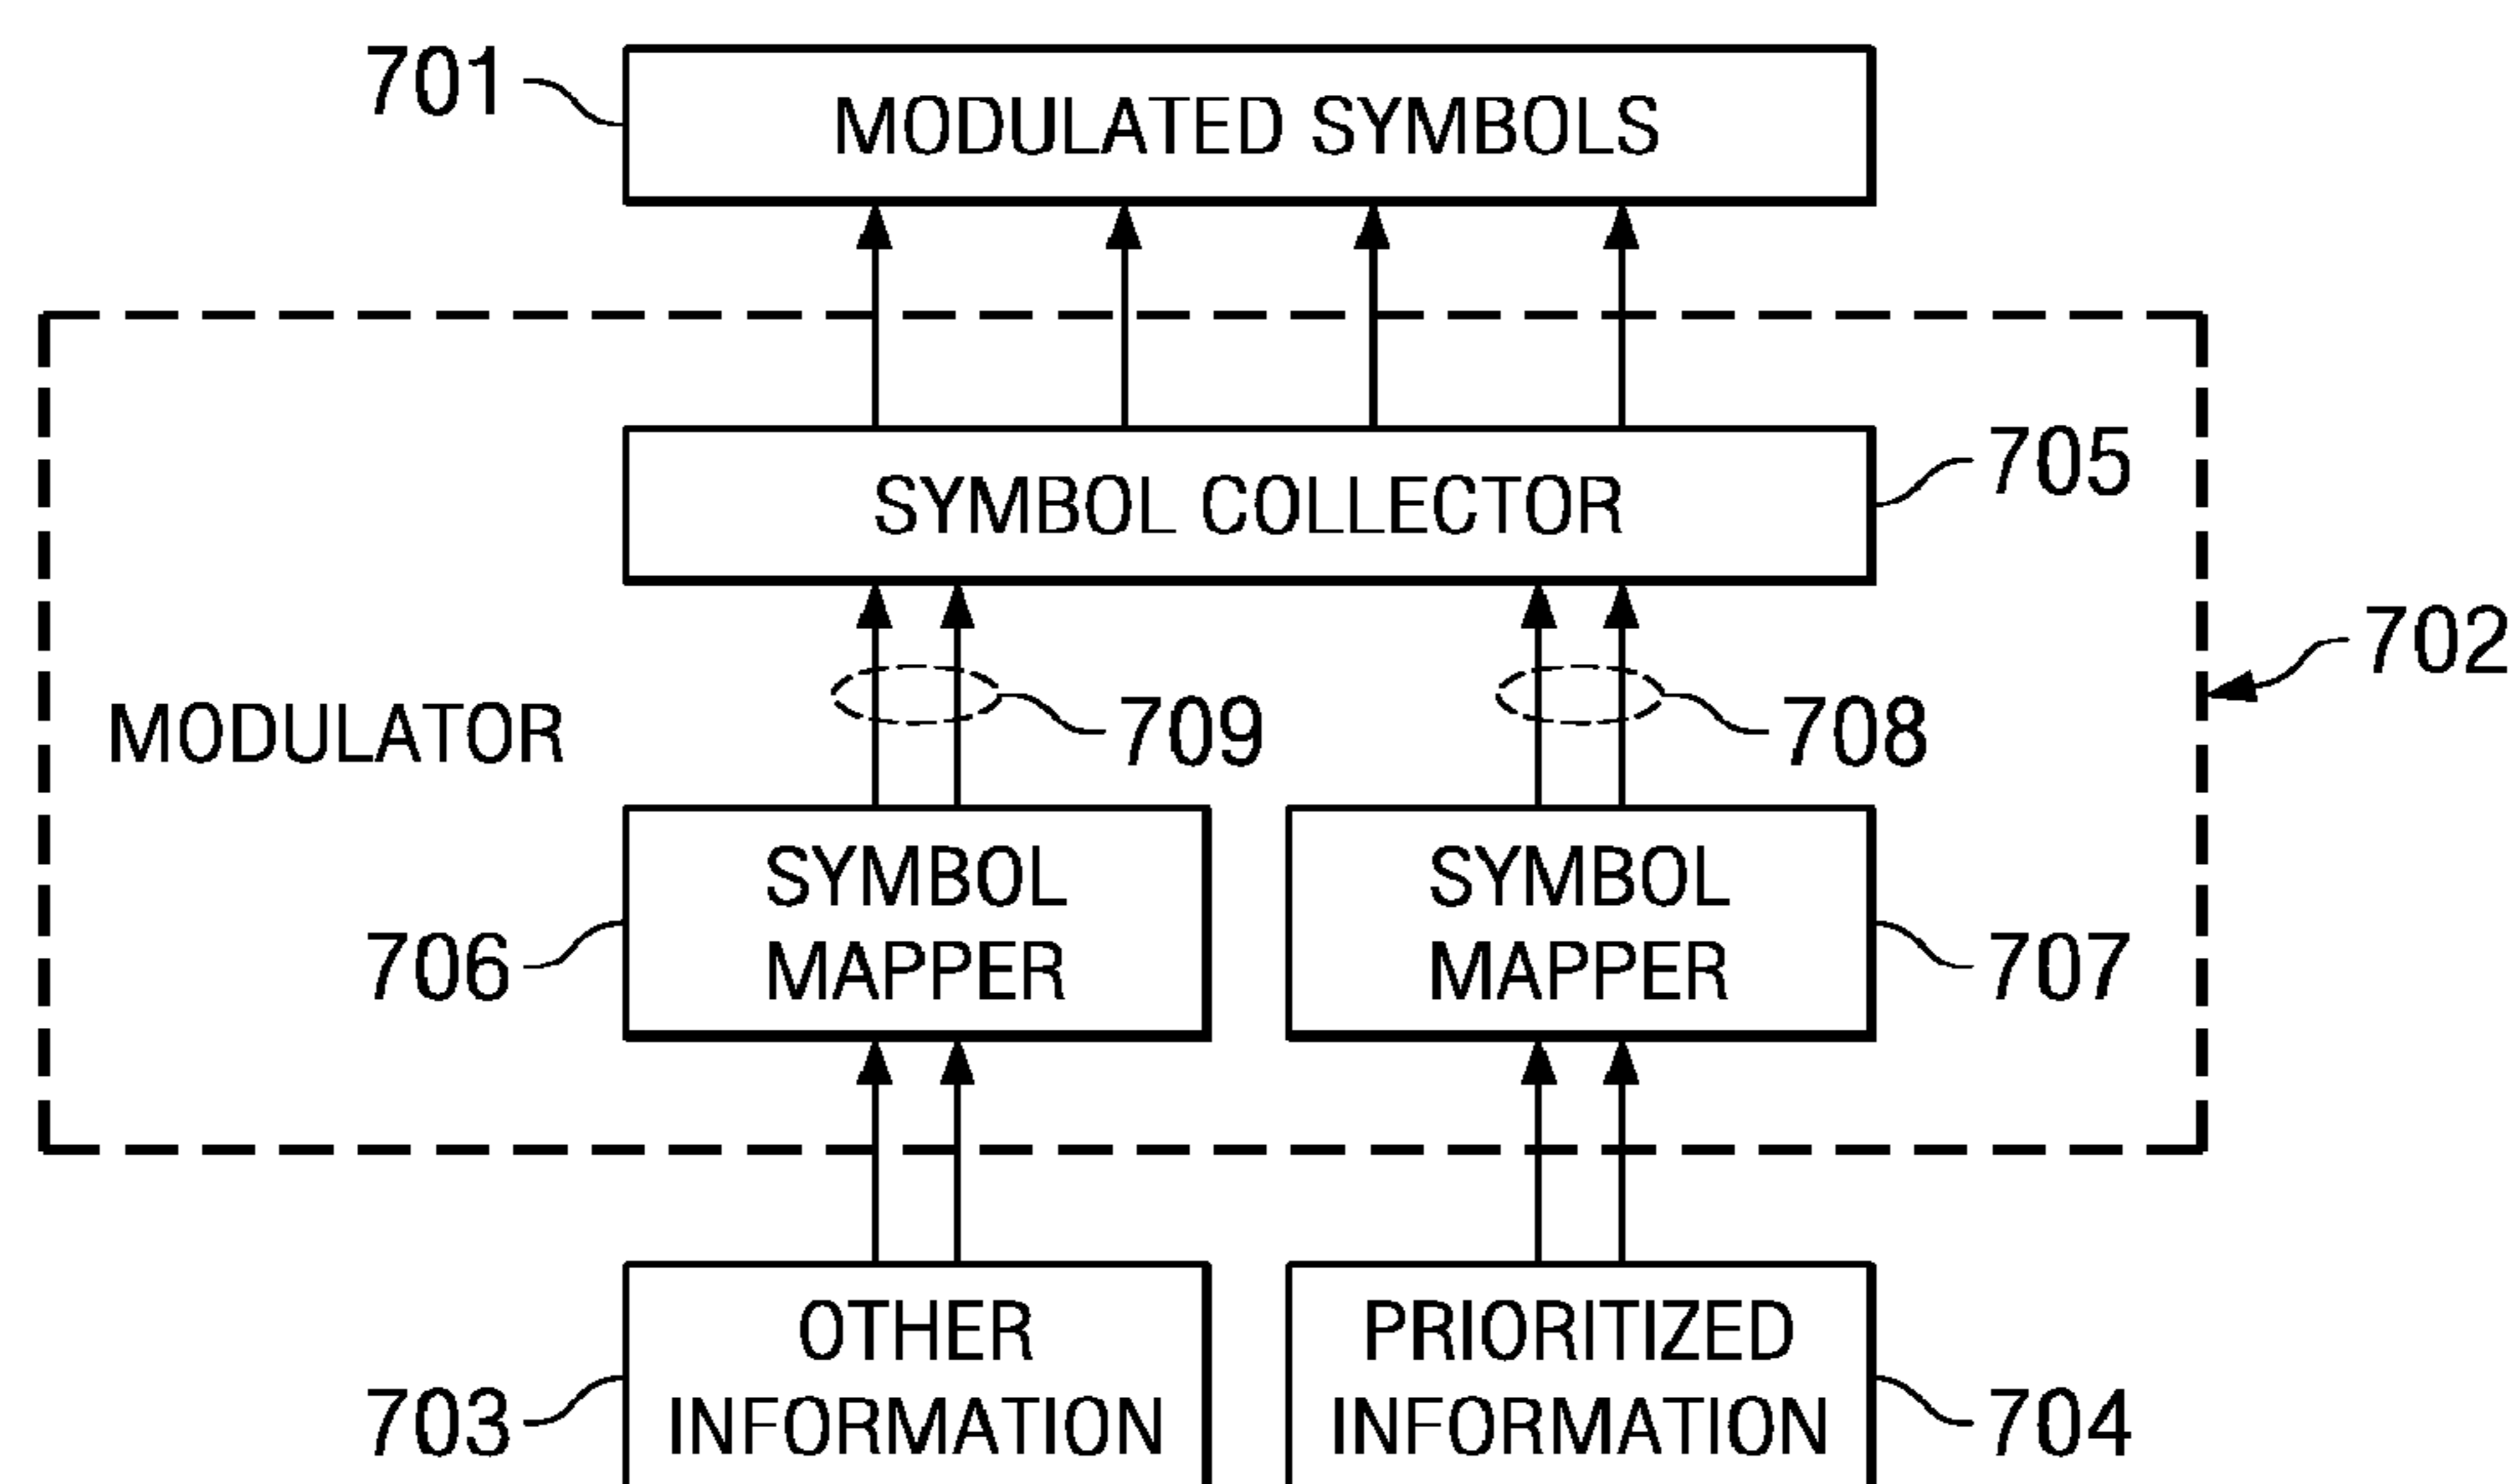 701
MODULATED SYMBOLS
SYMBOL COLLECTOR
705
702
709
708
MODULATOR
SYMBOL
MAPPER
706
SYMBOL
MAPPER
707
OTHER
INFORMATION
703
PRIORITIZED
INFORMATION
704